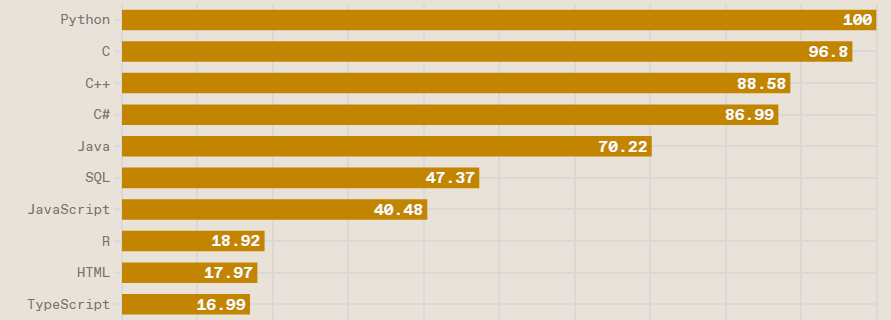 Python 100
C 96.8
C++ 88.58
C# 86.99
Java 70.22
SQL 47.37
JavaScript 40.48
R 18.92
HTML 17.97
TypeScript 16.99